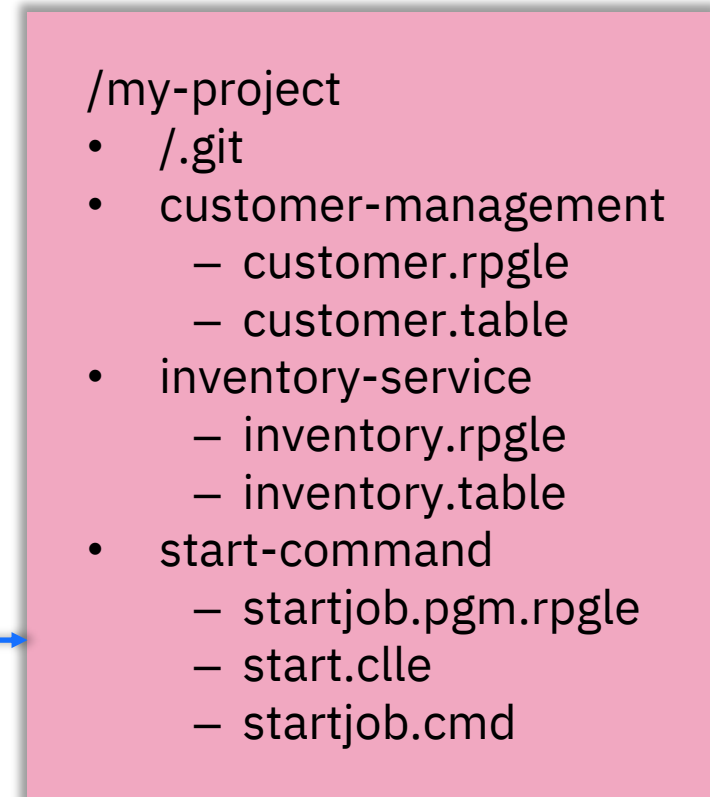 /my-project
• /.git
• customer-management
– customer.rpgle
– customer.table
• inventory-service
– inventory.rpgle
– inventory.table
• start-command
– startjob.pgm.rpgle
– start.clle
– startjob.cmd